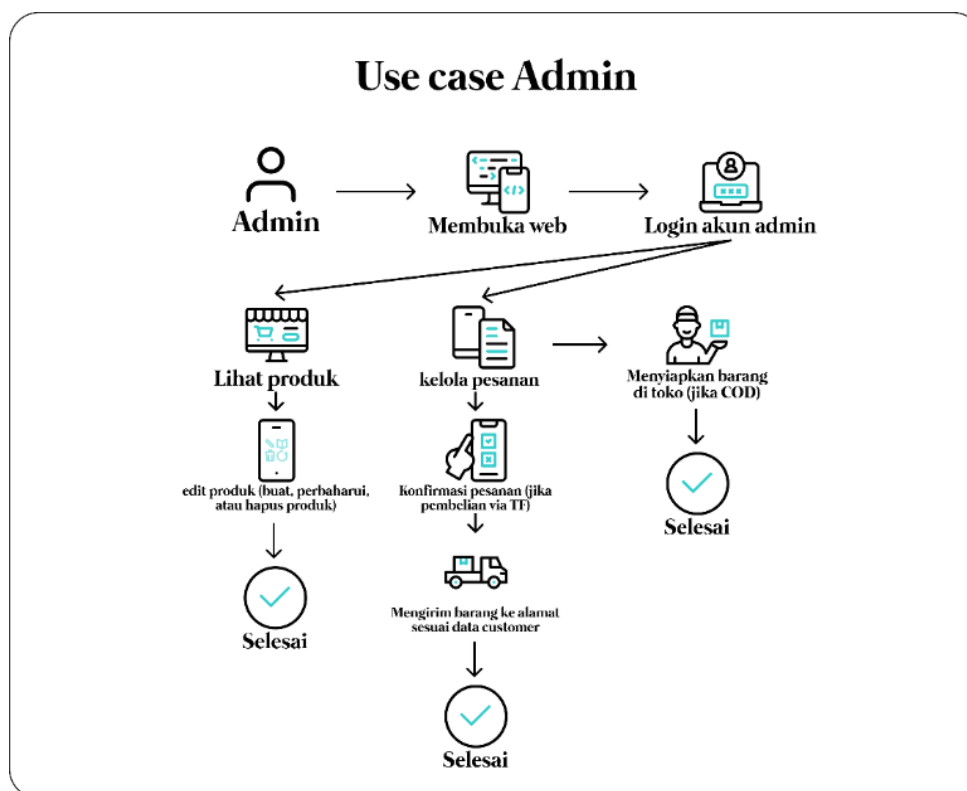 Use case Admin
Admin
Membuka web
Login akun admin
Lihat produk
kelola pesanan
Menyiapkan barang
di toko (jika COD)
edit produk (buat, perbaharui,
atau hapus produk)
Konfirmasi pesanan (jika
pembelian via TF)
Selesai
Mengirim barang ke alamat
sesuai data customer
Selesai
Selesai